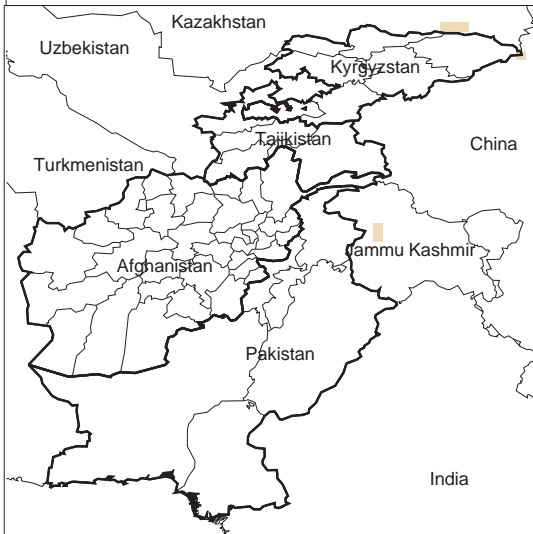 Kazakhstan
Uzbekistan
Kyrgyzstan
Tajikistan
China
Turkmenistan
Jammu Kashmir
Afghanistan
Pakistan
India